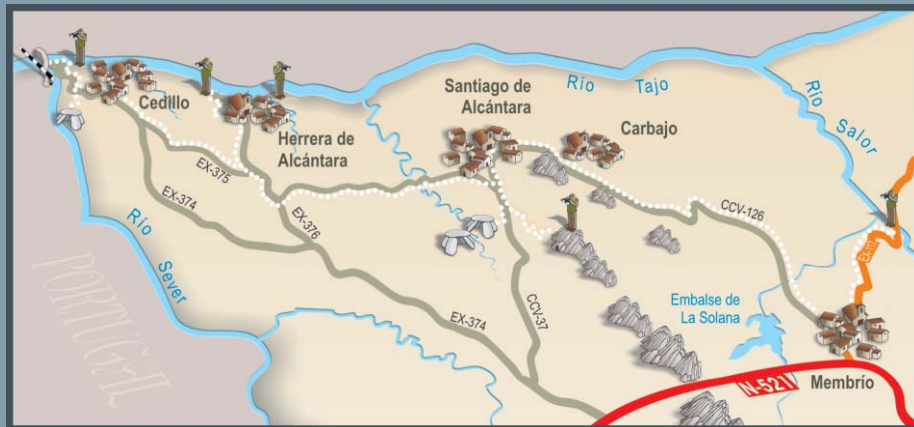 Cedillo
Herrera de
Alcántara
Santiago de
Alcántara
Carbajo
Río Tajo
Río Salor
EX-375
EX-374
EX-376
CCV-126
EX-374
CCV-37
Río Sever
PORTUGAL
Embalse de
La Solana
N-521
Membrío